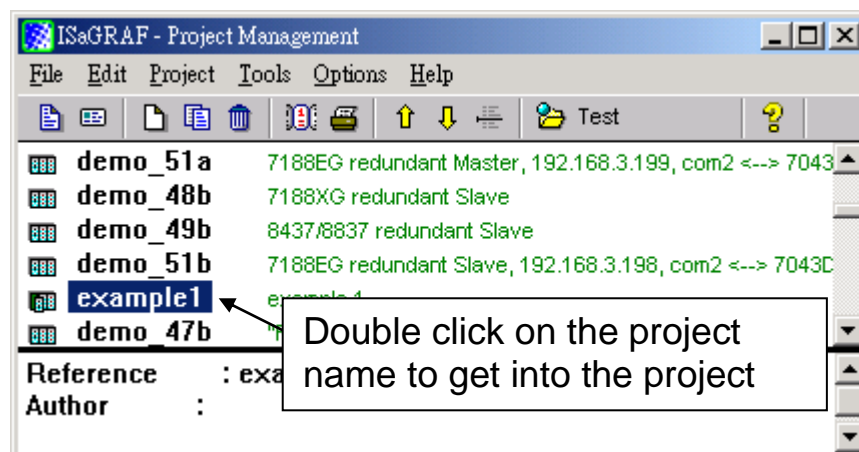 ISaGRAF - Project Management
File Edit Project Tools Options Help
Test
demo_51a 7188EG redundant Master, 192.168.3.199, com2 <--> 7043
demo_48b 7188XG redundant Slave
demo_49b 8437/8837 redundant Slave
demo_51b 7188EG redundant Slave, 192.168.3.198, com2 <--> 7043D
example1
demo_47b
Double click on the project
name to get into the project
Reference : exa
Author :